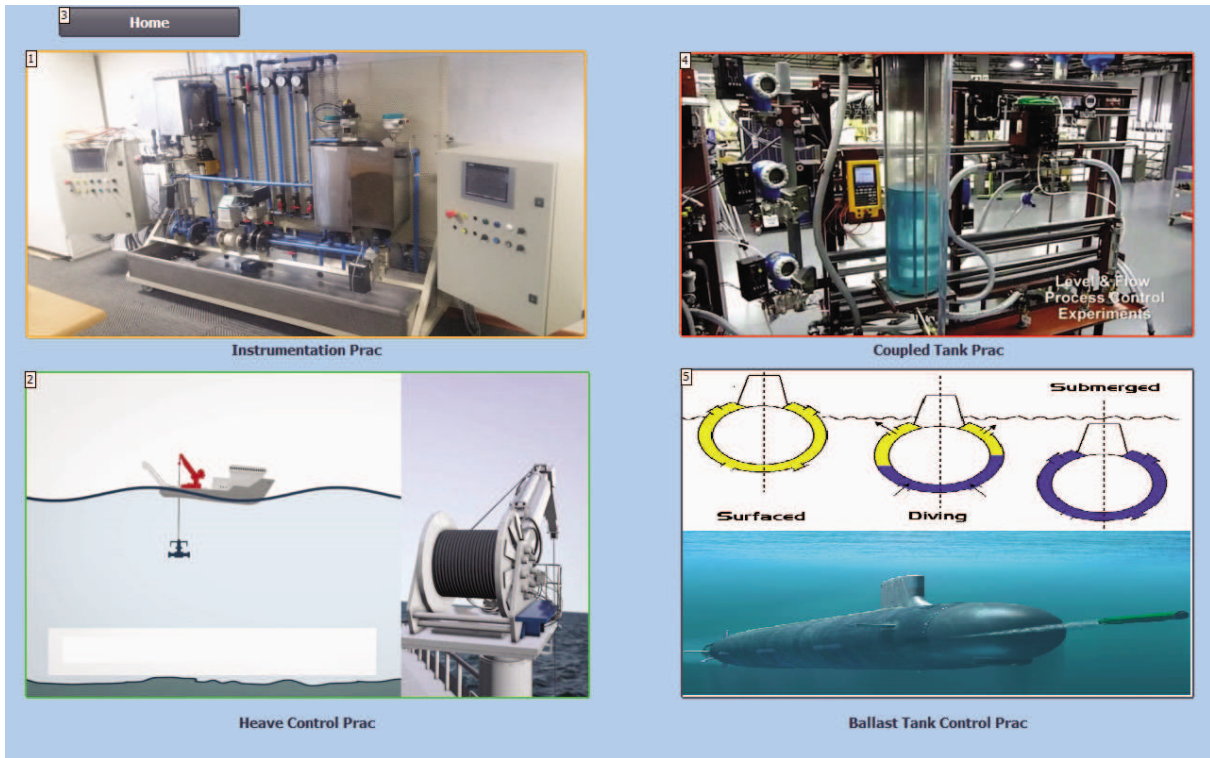 3
Home
1
4
Level & Flow
Process Control
Experiments
Instrumentation Prac
Coupled Tank Prac
2
5
Submerged
Surfaced
Diving
Heave Control Prac
Ballast Tank Control Prac